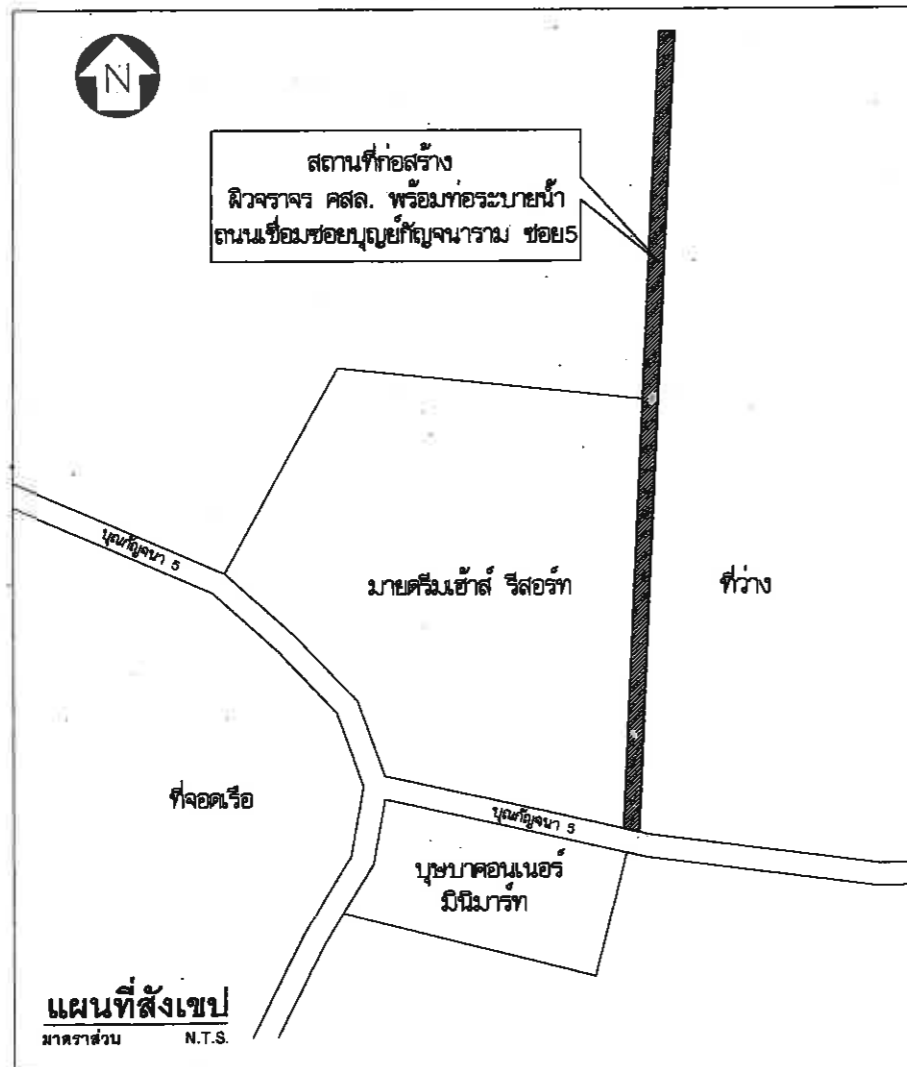 N
สถานที่ก่อสร้าง
ผิวจราจร คสล. พร้อมท่อระบายน้ำ
ถนนเชื่อมซอยบุญย์กัญจนาราม ซอย5
บุณกัญจนา 5
มายดรีมเฮ้าส์ รีสอร์ท
ที่ว่าง
ที่จอดเรือ
บุณกัญจนา 5
บุษบาคอนเนอร์
มินิมาร์ท
แผนที่สังเขป
มาตราส่วน N.T.S.